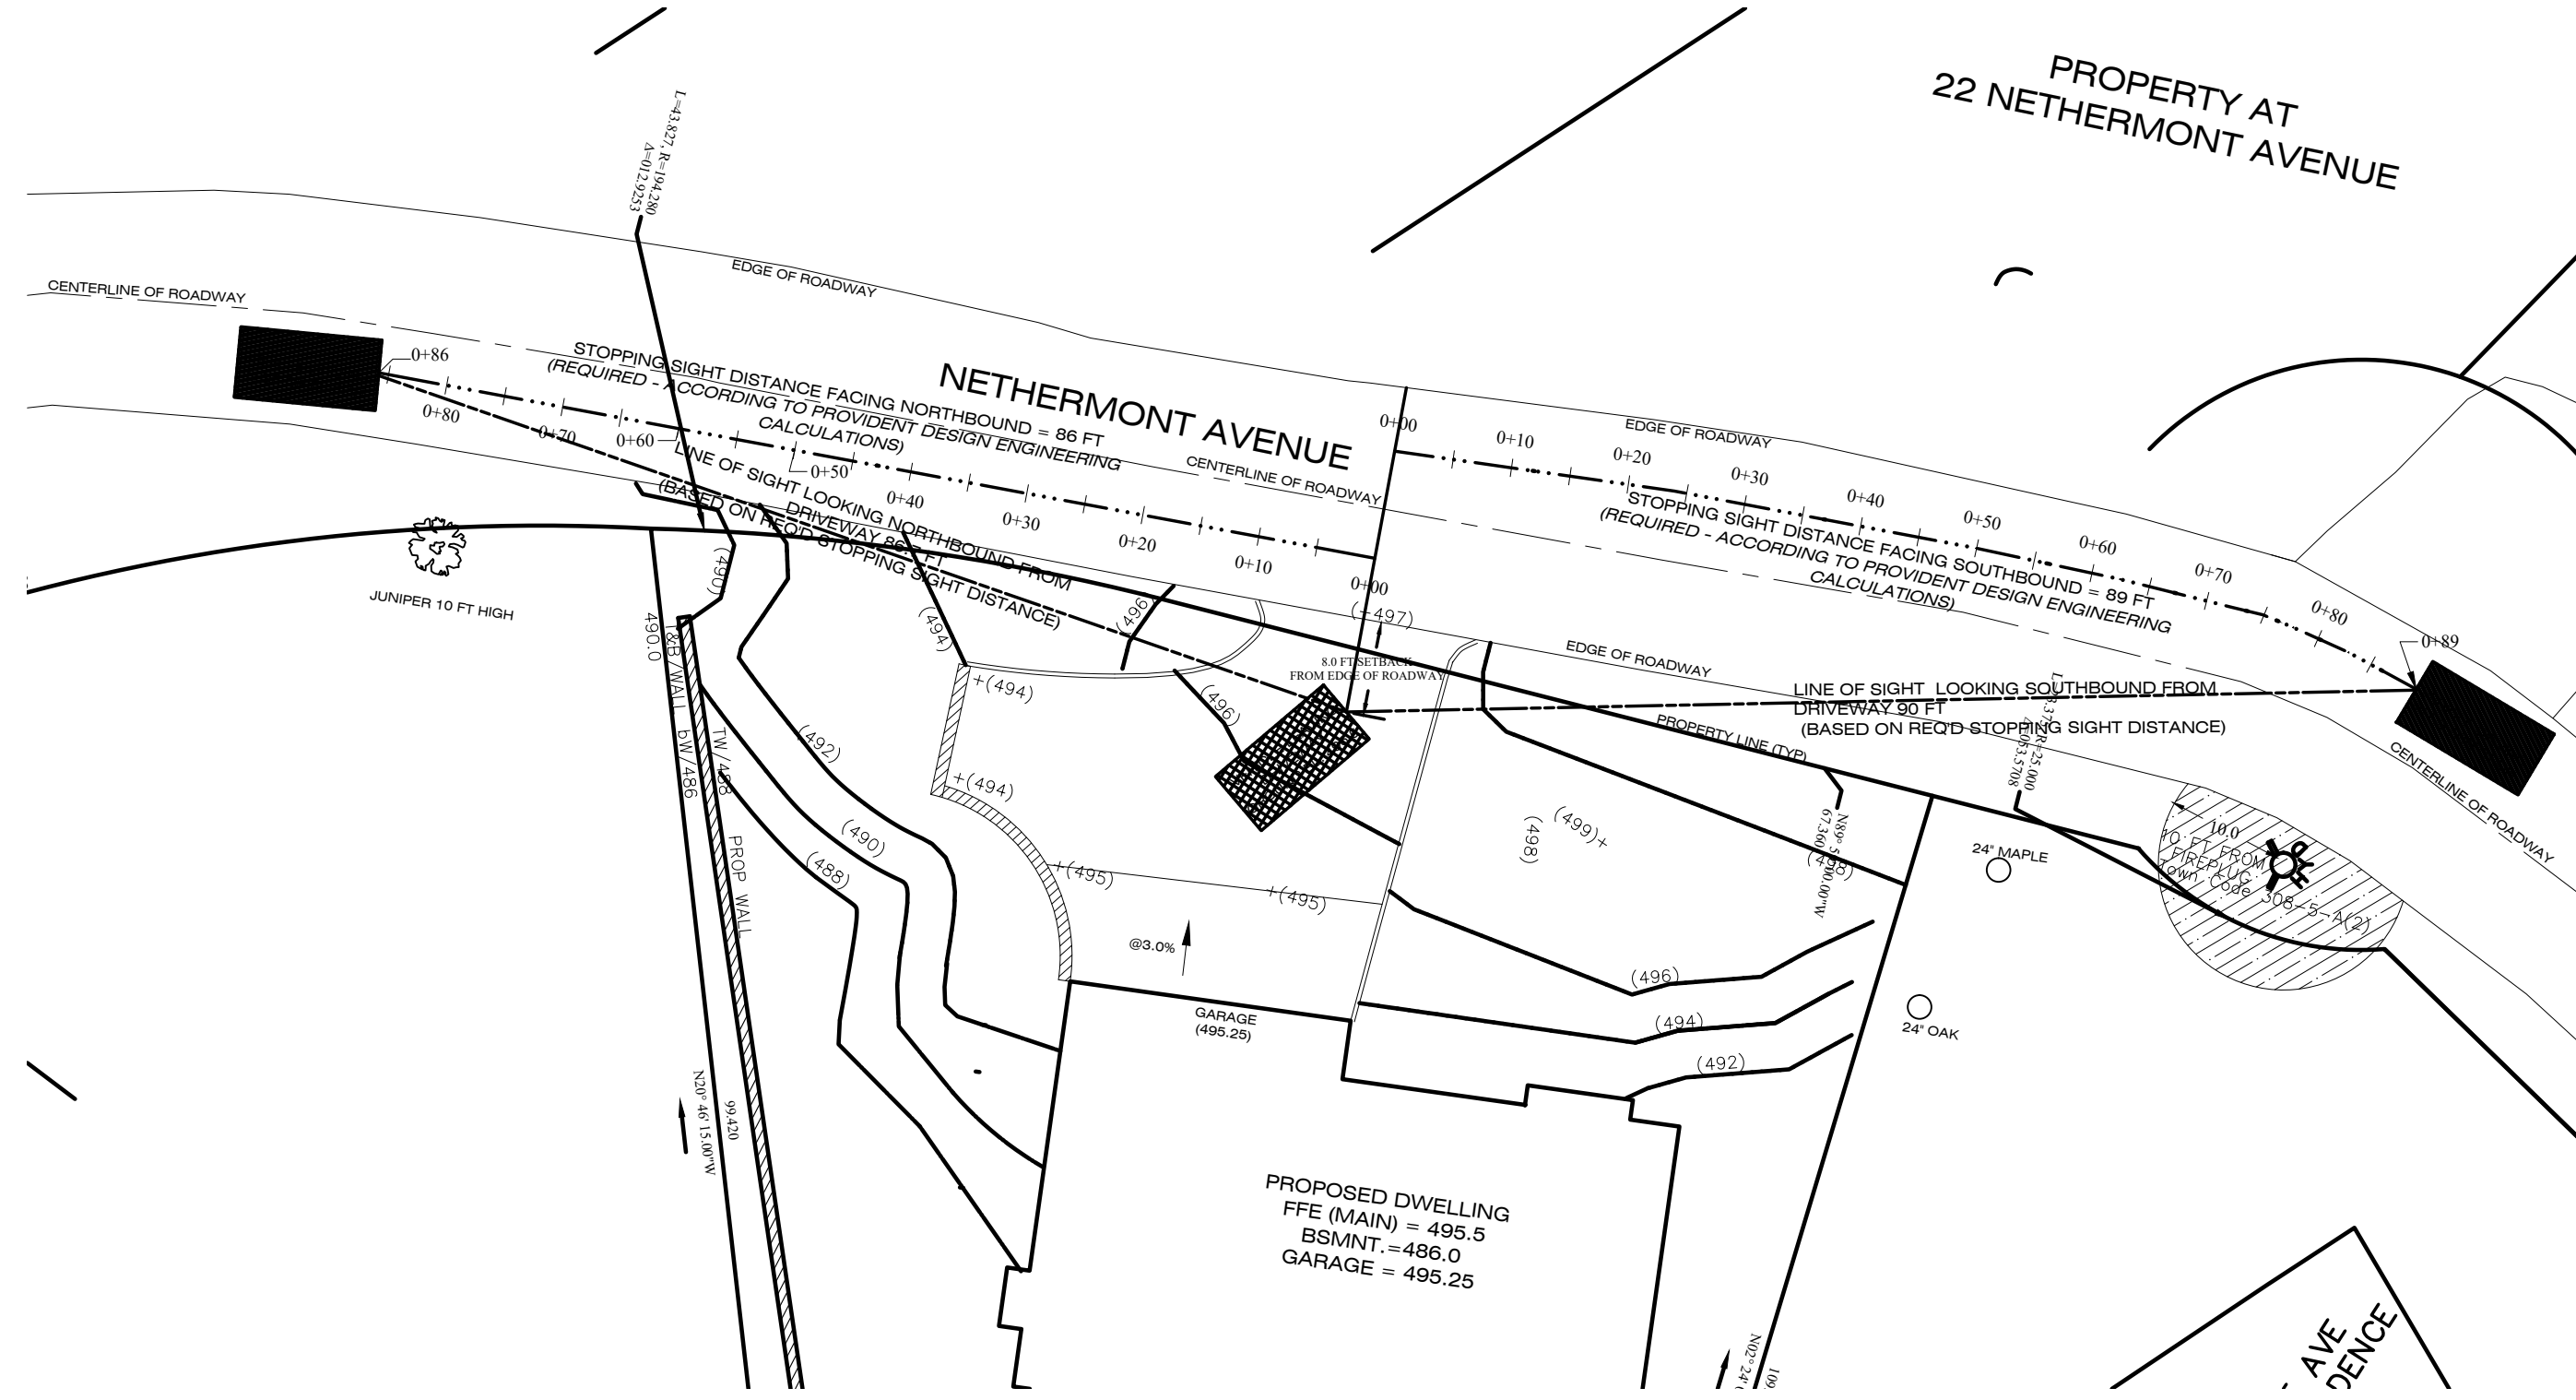 PROPERTY AT
22 NETHERMONT AVENUE
L=43.827, R=194.280
Δ=012.9253
EDGE OF ROADWAY
CENTERLINE OF ROADWAY
0+86
0+80
0+70
0+60
0+50
0+40
0+30
0+20
0+10
0+00
STOPPING SIGHT DISTANCE FACING NORTHBOUND = 86 FT
(REQUIRED - ACCORDING TO PROVIDENT DESIGN ENGINEERING
CALCULATIONS)
NETHERMONT AVENUE
CENTERLINE OF ROADWAY
LINE OF SIGHT LOOKING NORTHBOUND FROM
DRIVEWAY 86.7 FT
(BASED ON REQ'D STOPPING SIGHT DISTANCE)
0+00
0+10
0+20
0+30
0+40
0+50
0+60
0+70
0+80
0+89
EDGE OF ROADWAY
STOPPING SIGHT DISTANCE FACING SOUTHBOUND = 89 FT
(REQUIRED - ACCORDING TO PROVIDENT DESIGN ENGINEERING
CALCULATIONS)
EDGE OF ROADWAY
LINE OF SIGHT LOOKING SOUTHBOUND FROM
DRIVEWAY 90 FT
(BASED ON REQ'D STOPPING SIGHT DISTANCE)
PROPERTY LINE (TYP)
CENTERLINE OF ROADWAY
JUNIPER 10 FT HIGH
8.0 FT SETBACK
FROM EDGE OF ROADWAY
(-497)
(490)
(494)
(496)
(496)
+(494)
+(494)
(492)
(490)
(488)
+(495)
+(495)
(498)
(499)+
(498)
(496)
(494)
(492)
490.0
T&B/WALL
bW/486
TW/488
PROP WALL
R=25.000
67.360
24" MAPLE
24" OAK
10.0
10 FT FROM
FIREPLUG
Town Code 308-5-A(2)
HYD
@3.0%
GARAGE
(495.25)
N20° 46' 15.00"W
99.420
PROPOSED DWELLING
FFE (MAIN) = 495.5
BSMNT.=486.0
GARAGE = 495.25
N02° 24'
109
AVE
DENCE